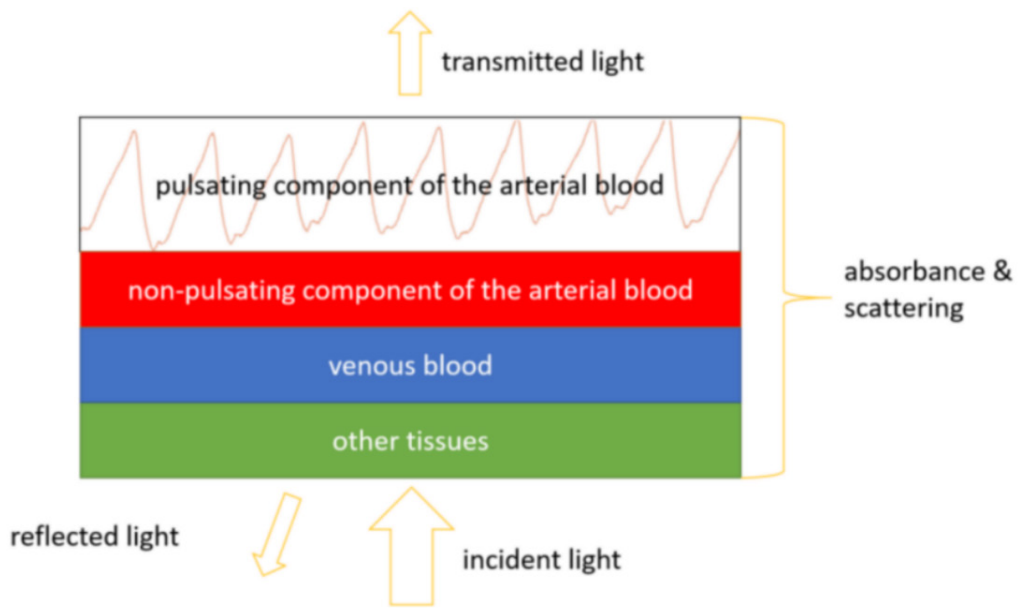 transmitted light
pulsating component of the arterial blood
non-pulsating component of the arterial blood
absorbance &
scattering
venous blood
other tissues
reflected light
incident light